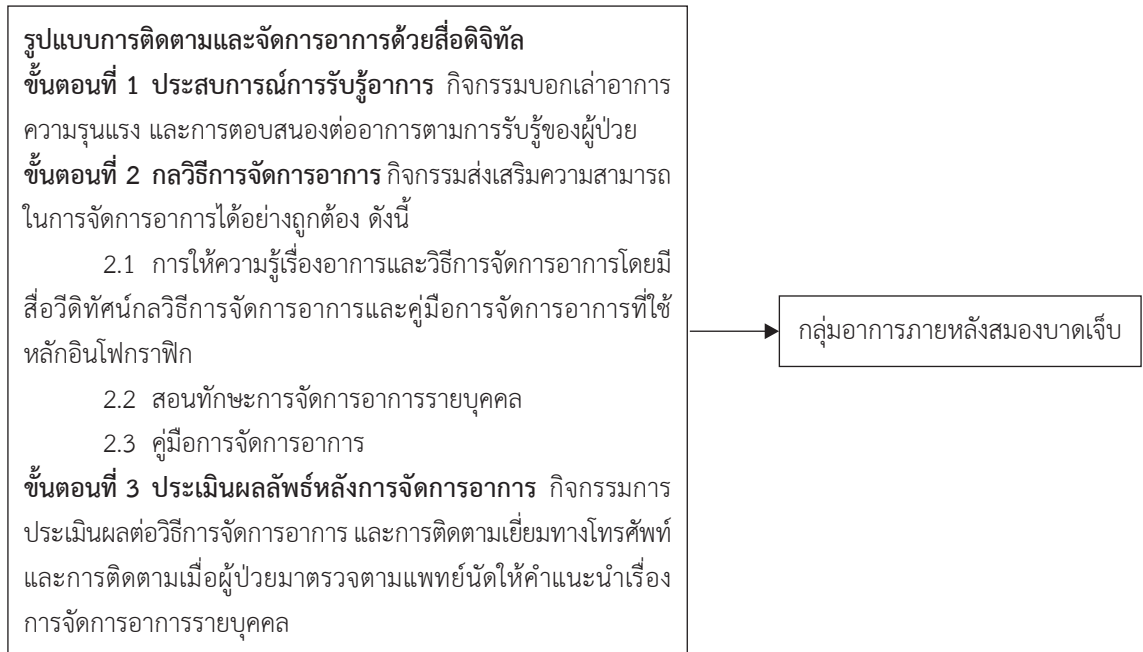 รูปแบบการติดตามและจัดการอาการด้วยสื่อดิจิทัล
ขั้นตอนที่ 1 ประสบการณ์การรับรู้อาการ กิจกรรมบอกเล่าอาการ
ความรุนแรง และการตอบสนองต่ออาการตามการรับรู้ของผู้ป่วย
ขั้นตอนที่ 2 กลวิธีการจัดการอาการ กิจกรรมส่งเสริมความสามารถ
ในการจัดการอาการได้อย่างถูกต้อง ดังนี้
2.1 การให้ความรู้เรื่องอาการและวิธีการจัดการอาการโดยมี
สื่อวีดิทัศน์กลวิธีการจัดการอาการและคู่มือการจัดการอาการที่ใช้
หลักอินโฟกราฟิก
2.2 สอนทักษะการจัดการอาการรายบุคคล
2.3 คู่มือการจัดการอาการ
ขั้นตอนที่ 3 ประเมินผลลัพธ์หลังการจัดการอาการ กิจกรรมการ
ประเมินผลต่อวิธีการจัดการอาการ และการติดตามเยี่ยมทางโทรศัพท์
และการติดตามเมื่อผู้ป่วยมาตรวจตามแพทย์นัดให้คำแนะนำเรื่อง
การจัดการอาการรายบุคคล
กลุ่มอาการภายหลังสมองบาดเจ็บ